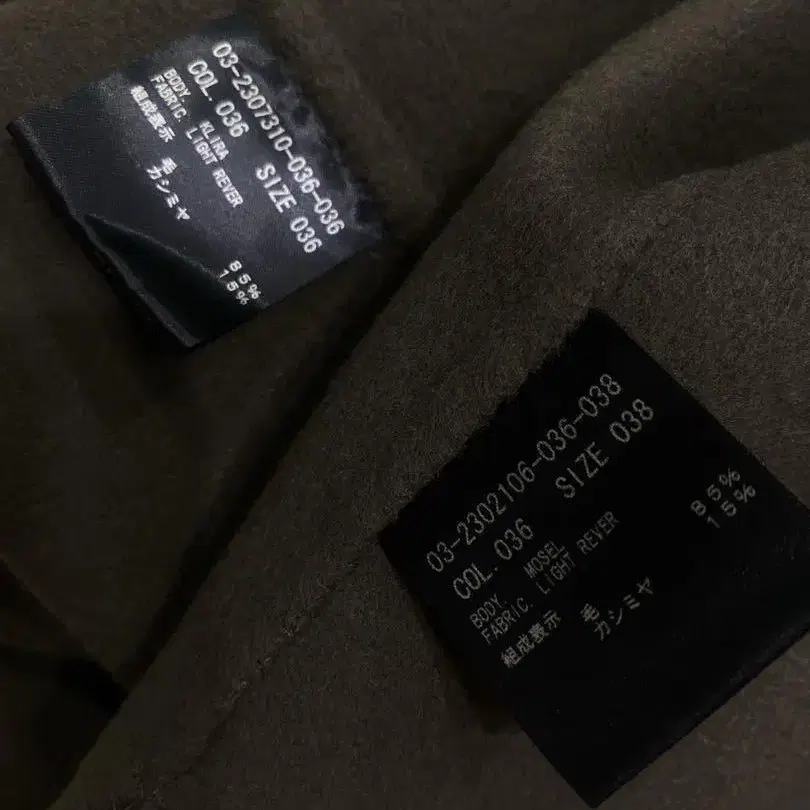 03-2307310-036-036
COL. 036 SIZE 036
BODY. KLIRA
FABRIC. LIGHT REVER
組成表示 毛 85%
カシミヤ 15%
03-2302106-036-038
COL. 036 SIZE 038
BODY. MOSEL
FABRIC. LIGHT REVER
組成表示 毛 85%
カシミヤ 15%